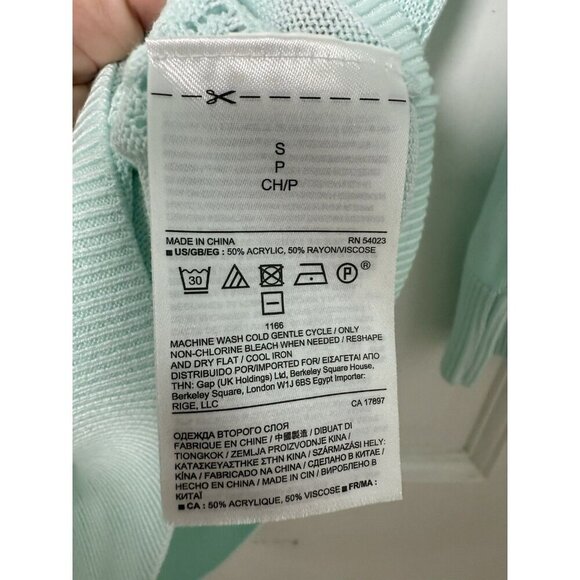 S
P
CH/P
MADE IN CHINA RN 54023
■ US/GB/EG : 50% ACRYLIC, 50% RAYON/VISCOSE
30 P ®
1166
MACHINE WASH COLD GENTLE CYCLE / ONLY
NON-CHLORINE BLEACH WHEN NEEDED / RESHAPE
AND DRY FLAT / COOL IRON
DISTRIBUIDO POR/IMPORTED FOR/ ΕΙΣΑΓΕΤΑΙ ΑΠΟ
ΤΗΝ: Gap (UK Holdings) Ltd, Berkeley Square House,
Berkeley Square, London W1J 6BS Egypt Importer:
RIGE, LLC
CA 17897
ОДЕЖДА ВТОРОГО СЛОЯ
FABRIQUE EN CHINE / 中國製造 / DIBUAT DI
TIONGKOK / ZEMLJA PROIZVODNJE KINA /
ΚΑΤΑΣΚΕΥΑΣΤΗΚΕ ΣΤΗΝ ΚΙΝΑ / SZÁRMAZÁSI HELY:
KÍNA / FABRICADO NA CHINA / СДЕЛАНО В КИТАЕ /
HECHO EN CHINA / MADE IN CIN / ВИРОБЛЕНО В
КИТАЇ
■ CA : 50% ACRYLIQUE, 50% VISCOSE ■ FR/MA :